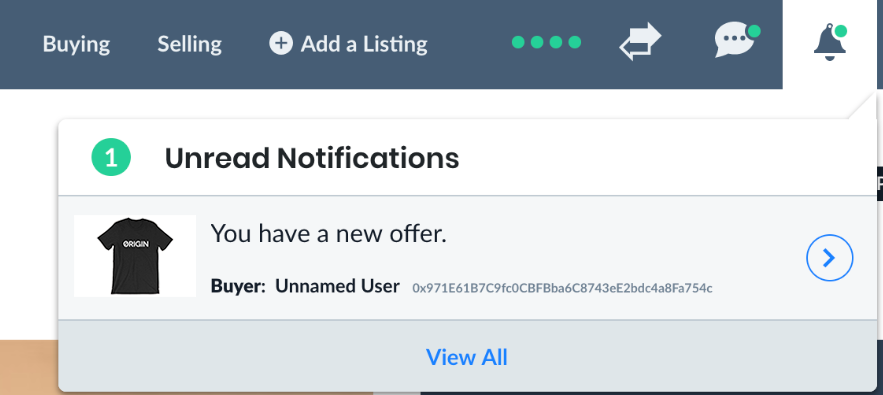 Buying Selling Add a Listing
1 Unread Notifications
ORIGIN
You have a new offer.
Buyer: Unnamed User 0x971E61B7C9fc0CBFBba6C8743eE2bdc4a8Fa754c
View All